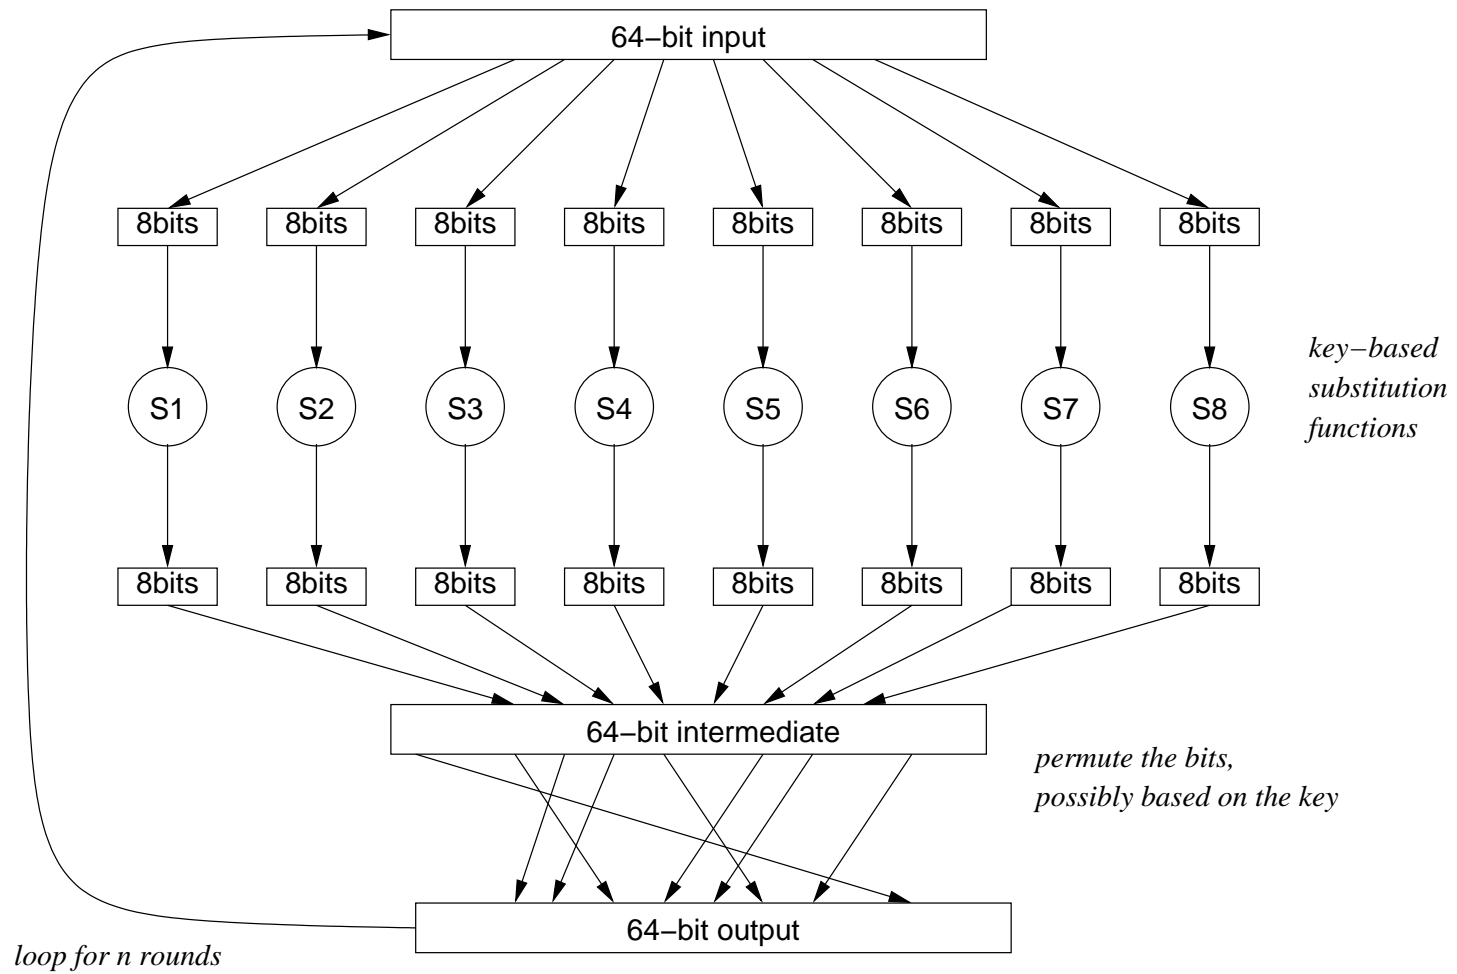 64−bit input
8bits 8bits 8bits 8bits 8bits 8bits 8bits 8bits
key−based
substitution
functions
S1 S2 S3 S4 S5 S6 S7 S8
8bits 8bits 8bits 8bits 8bits 8bits 8bits 8bits
64−bit intermediate
permute the bits,
possibly based on the key
64−bit output
loop for n rounds